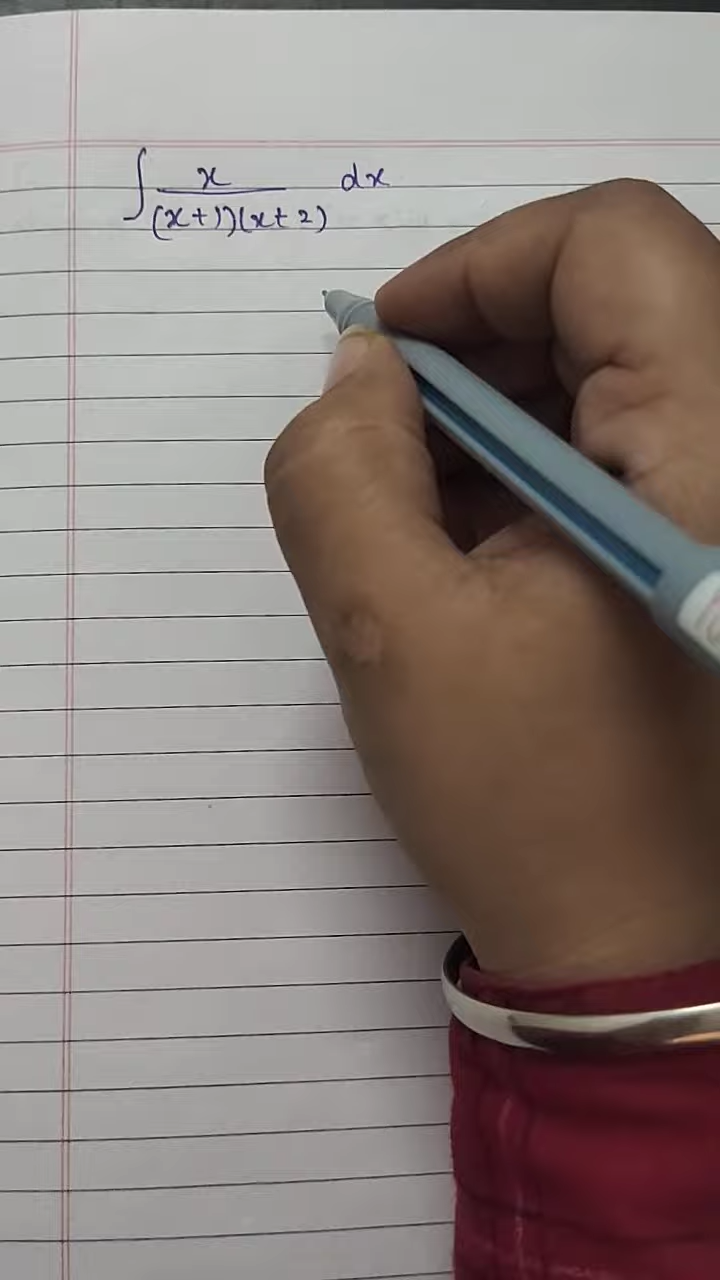 ∫ x/((x+1)(x+2)) dx